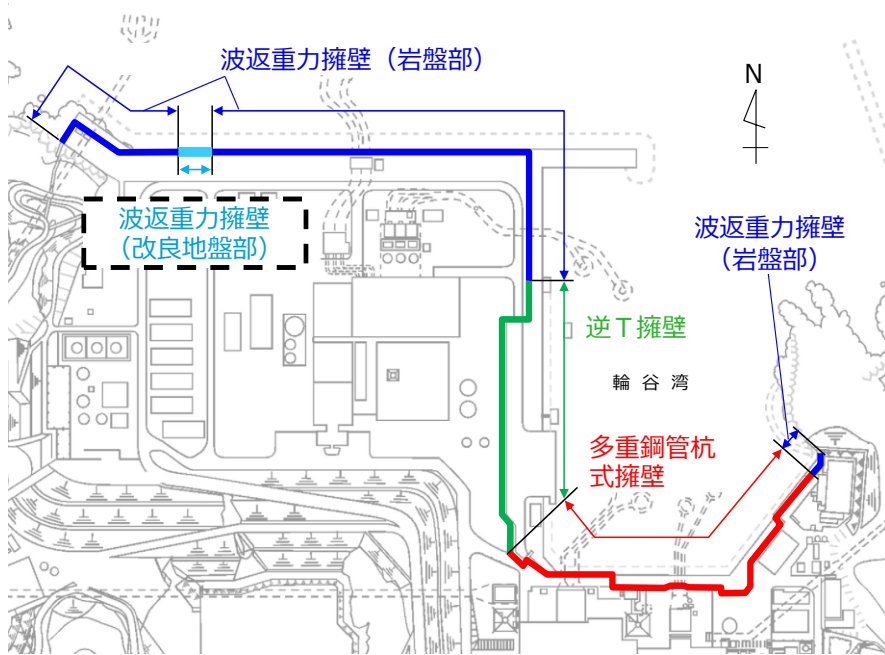 波返重力擁壁（岩盤部）
N
波返重力擁壁
（改良地盤部）
波返重力擁壁
（岩盤部）
逆Ｔ擁壁
輪谷湾
多重鋼管杭
式擁壁